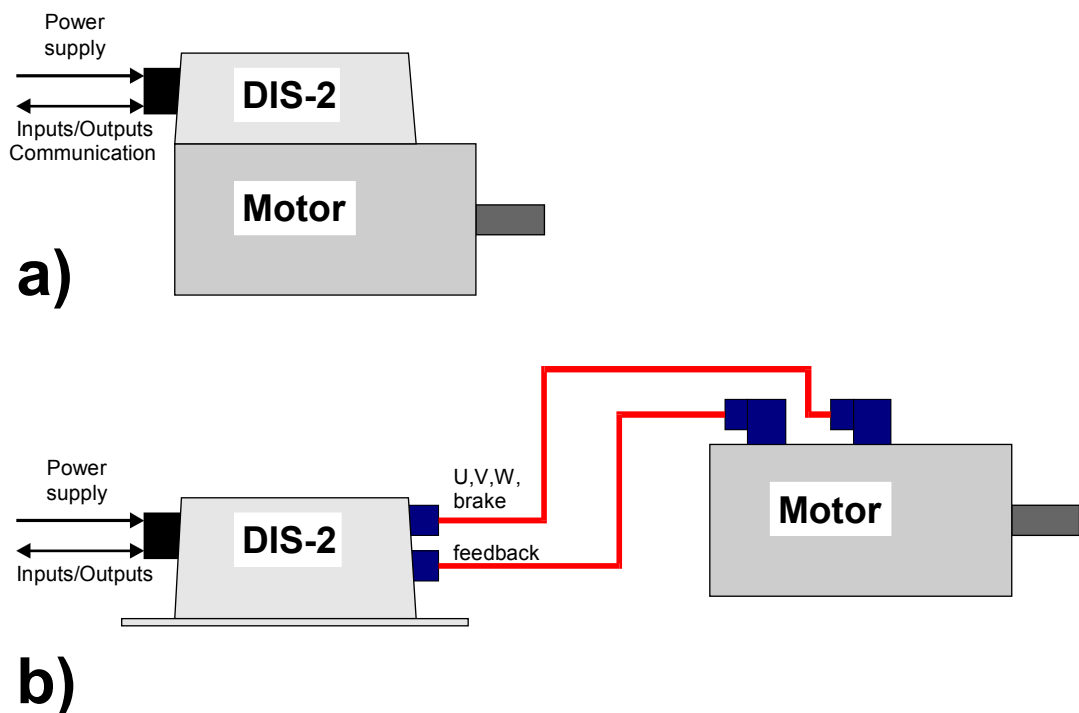 Power
supply
DIS-2
Inputs/Outputs
Communication
Motor
a)
Power
supply
U,V,W,
brake
DIS-2
feedback
Inputs/Outputs
Motor
b)